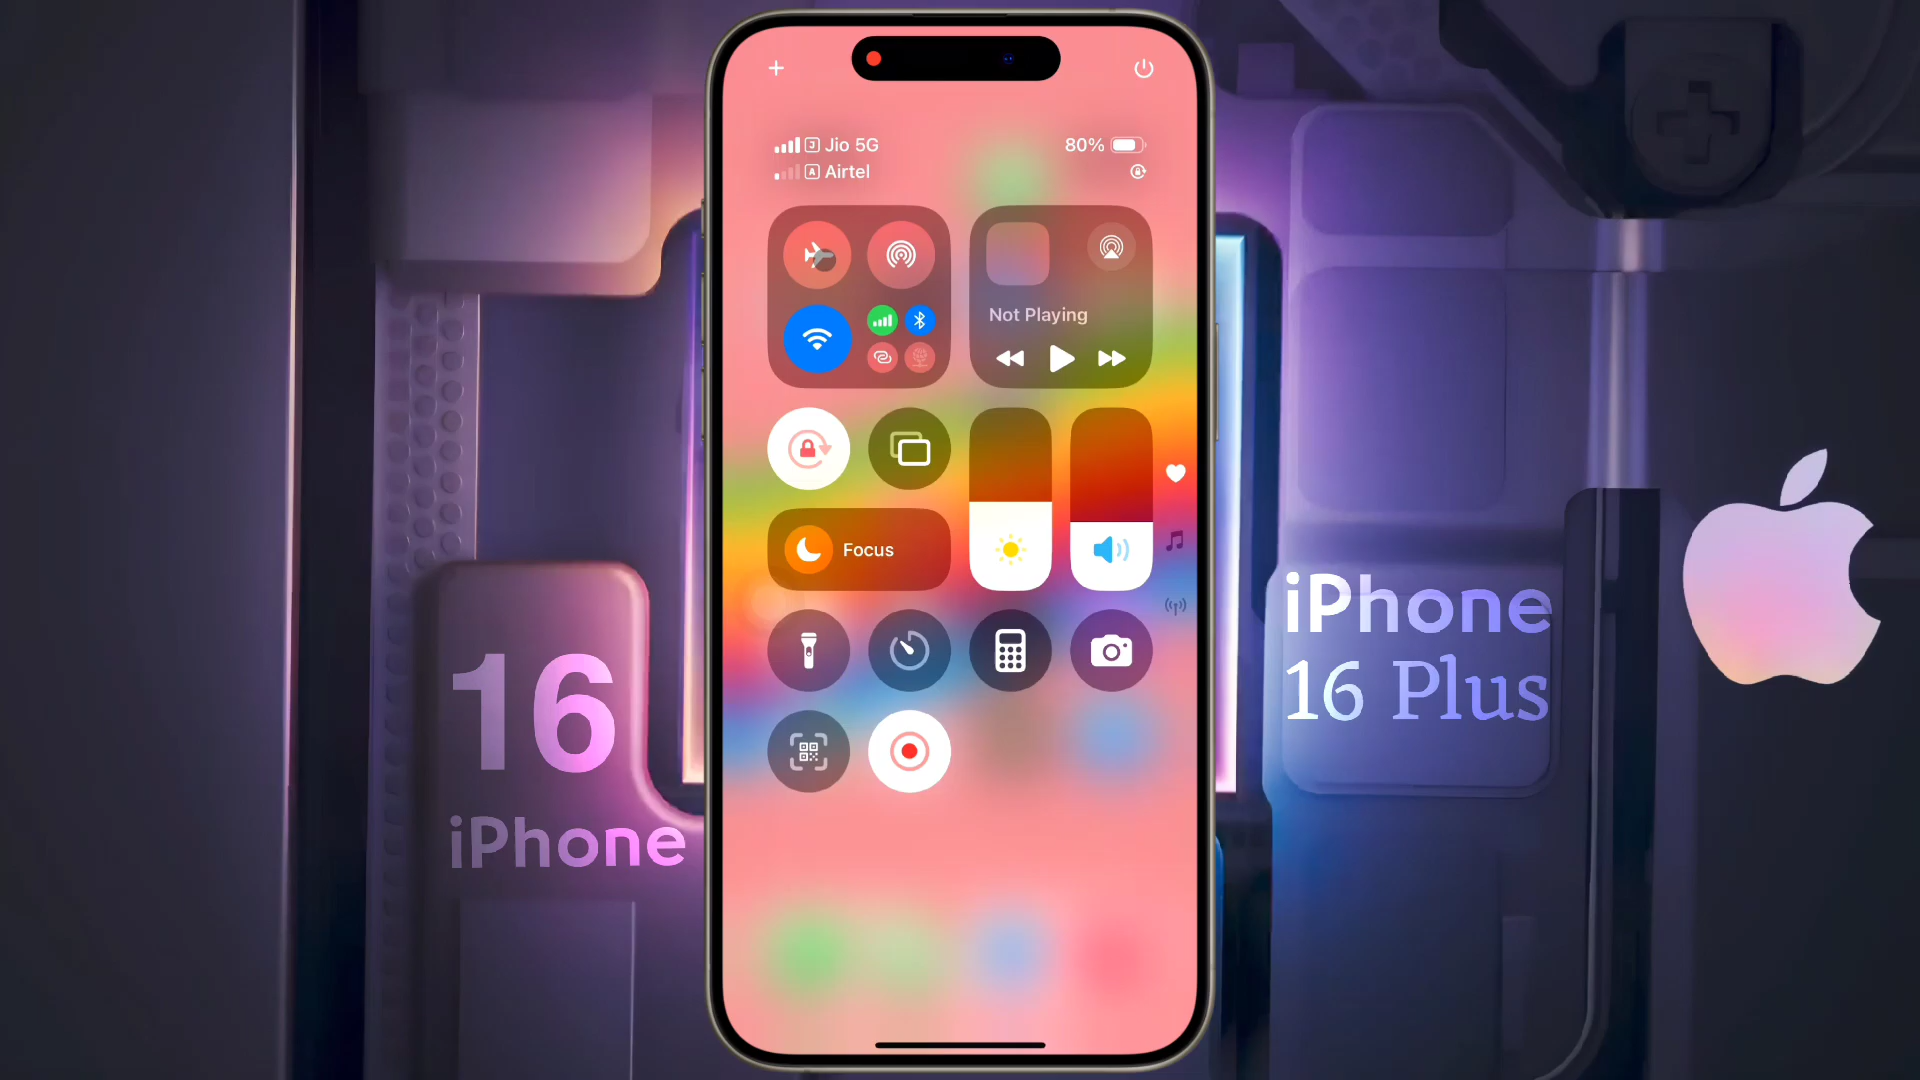 J Jio 5G
80%
A Airtel
Not Playing
Focus
16
iPhone
iPhone
16 Plus